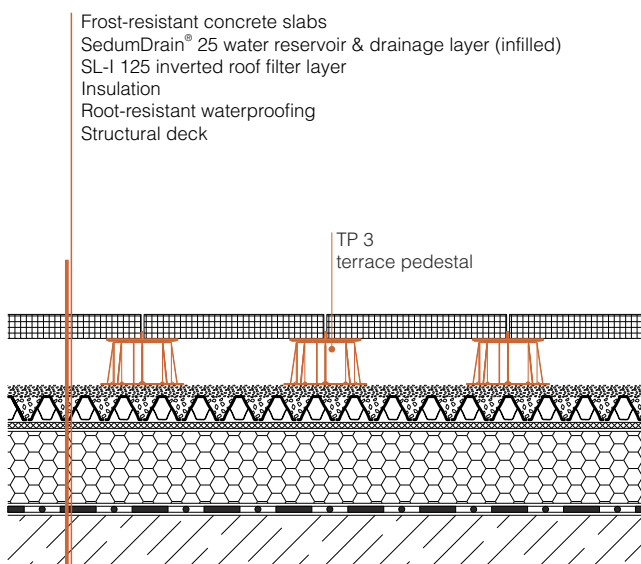 Frost-resistant concrete slabs
SedumDrain® 25 water reservoir & drainage layer (infilled)
SL-I 125 inverted roof filter layer
Insulation
Root-resistant waterproofing
Structural deck
TP 3
terrace pedestal